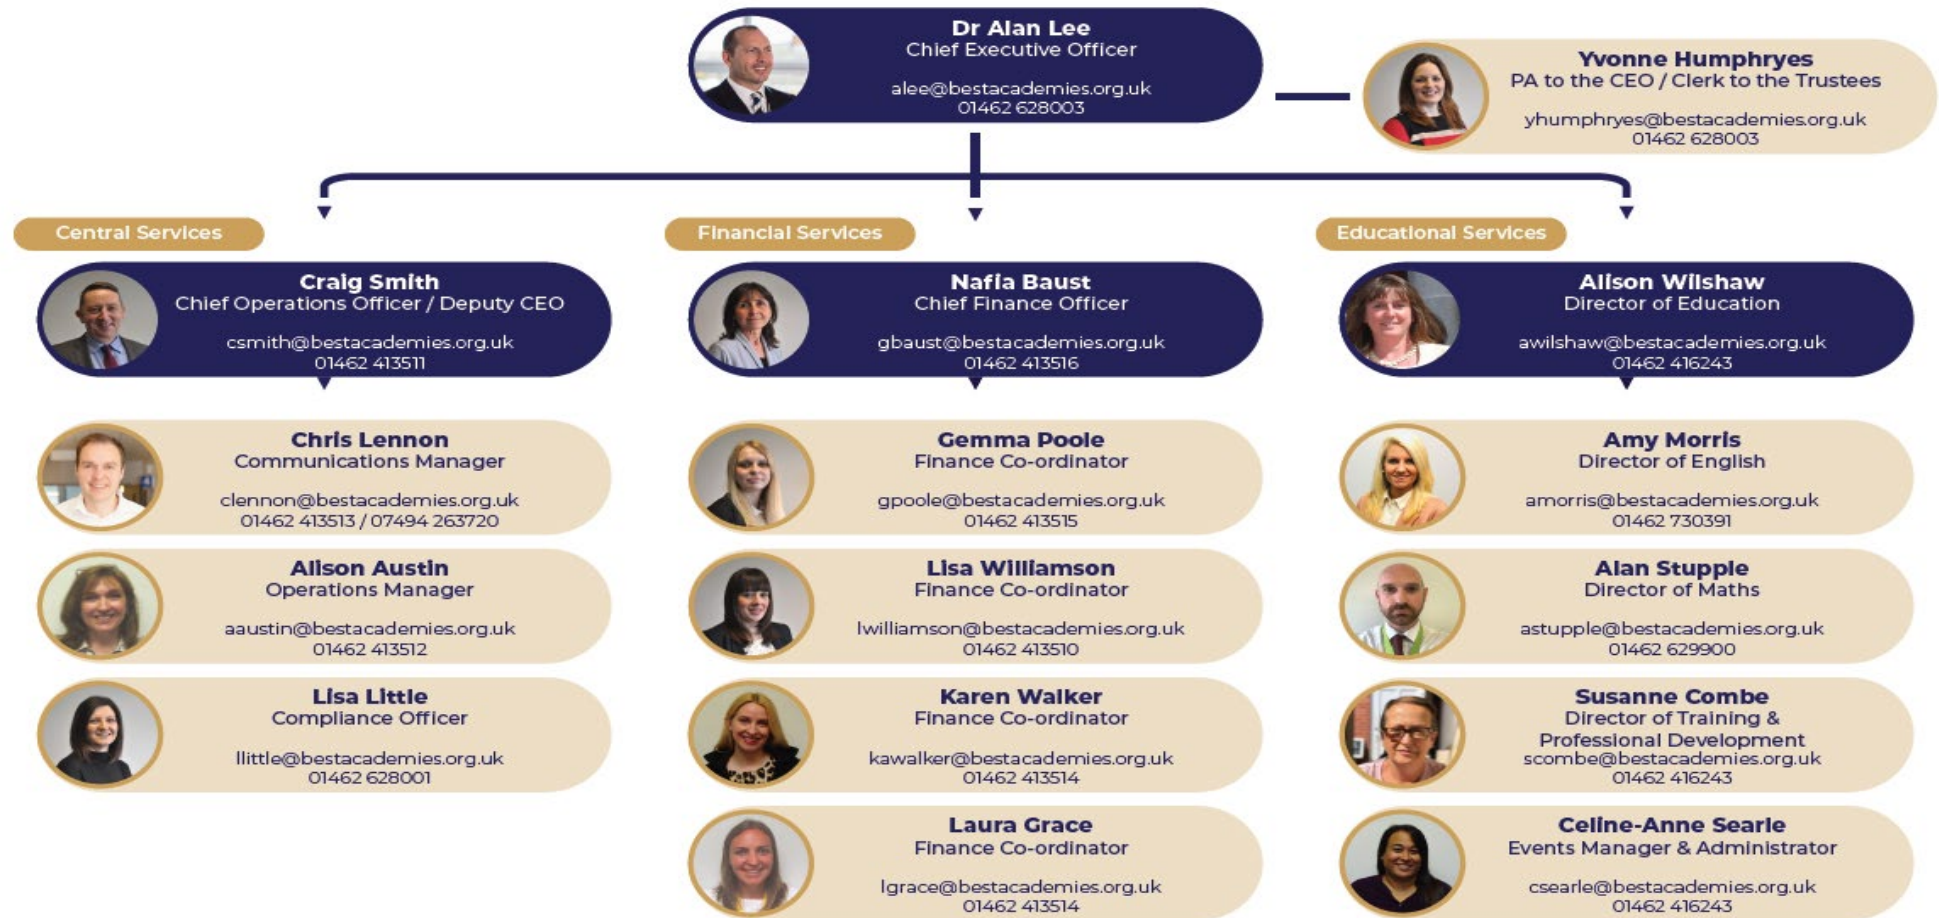 Dr Alan Lee
Chief Executive Officer
alee@bestacademies.org.uk
01462 628003
Yvonne Humphryes
PA to the CEO / Clerk to the Trustees
yhumphryes@bestacademies.org.uk
01462 628003
Central Services
Craig Smith
Chief Operations Officer / Deputy CEO
csmith@bestacademies.org.uk
01462 413511
Chris Lennon
Communications Manager
clennon@bestacademies.org.uk
01462 413513 / 07494 263720
Alison Austin
Operations Manager
aaustin@bestacademies.org.uk
01462 413512
Lisa Little
Compliance Officer
llittle@bestacademies.org.uk
01462 628001
Financial Services
Nafia Baust
Chief Finance Officer
gbaust@bestacademies.org.uk
01462 413516
Gemma Poole
Finance Co-ordinator
gpoole@bestacademies.org.uk
01462 413515
Lisa Williamson
Finance Co-ordinator
lwilliamson@bestacademies.org.uk
01462 413510
Karen Walker
Finance Co-ordinator
kawalker@bestacademies.org.uk
01462 413514
Laura Grace
Finance Co-ordinator
lgrace@bestacademies.org.uk
01462 413514
Educational Services
Alison Wilshaw
Director of Education
awilshaw@bestacademies.org.uk
01462 416243
Amy Morris
Director of English
amorris@bestacademies.org.uk
01462 730391
Alan Stupple
Director of Maths
astupple@bestacademies.org.uk
01462 629900
Susanne Combe
Director of Training &
Professional Development
scombe@bestacademies.org.uk
01462 416243
Celine-Anne Searle
Events Manager & Administrator
csearle@bestacademies.org.uk
01462 416243